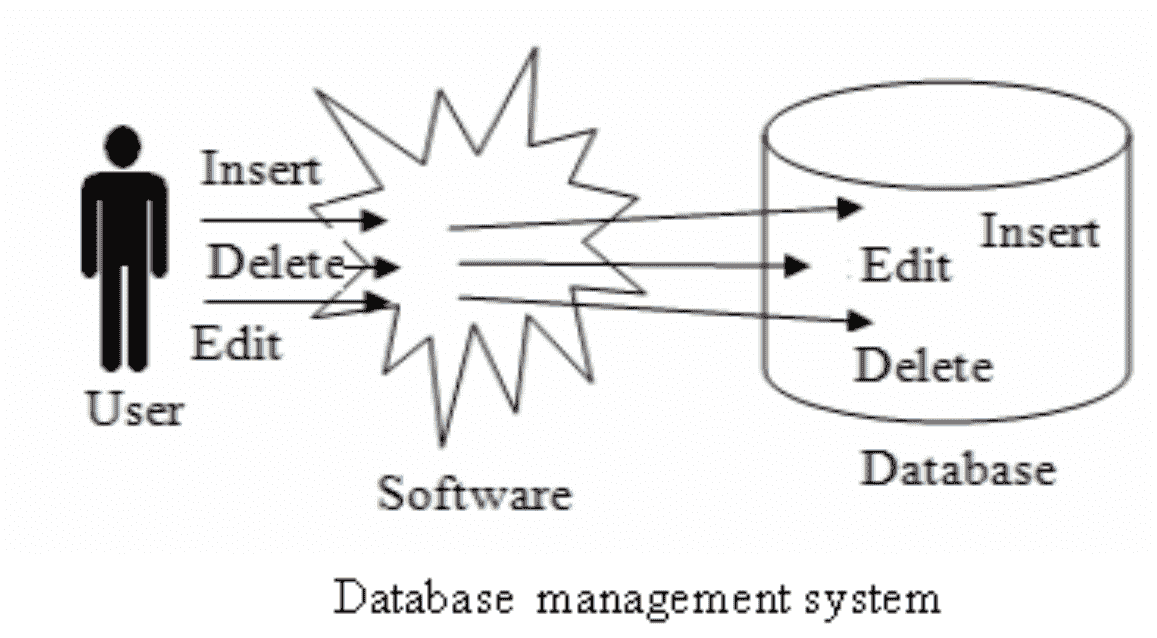 Insert
Delete
Edit
User
Software
Insert
Edit
Delete
Database
Database management system